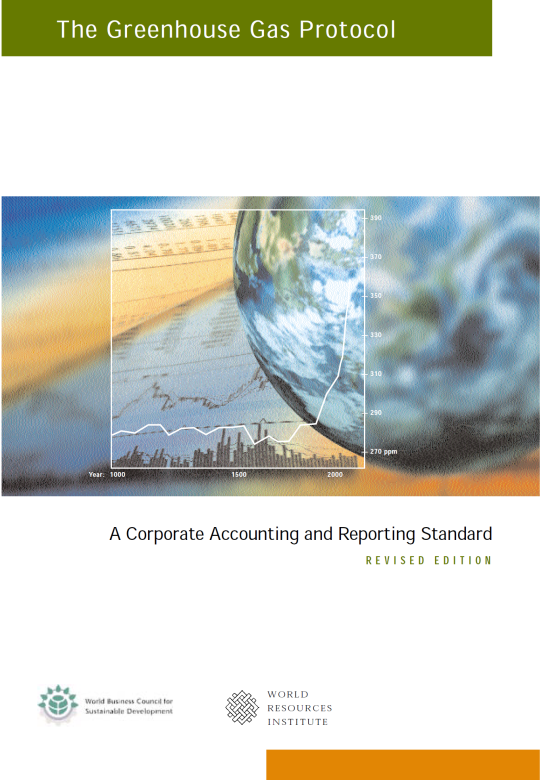 The Greenhouse Gas Protocol
390
370
350
330
310
290
270 ppm
Year: 1000 1500 2000
A Corporate Accounting and Reporting Standard
REVISED EDITION
World Business Council for
Sustainable Development
WORLD
RESOURCES
INSTITUTE